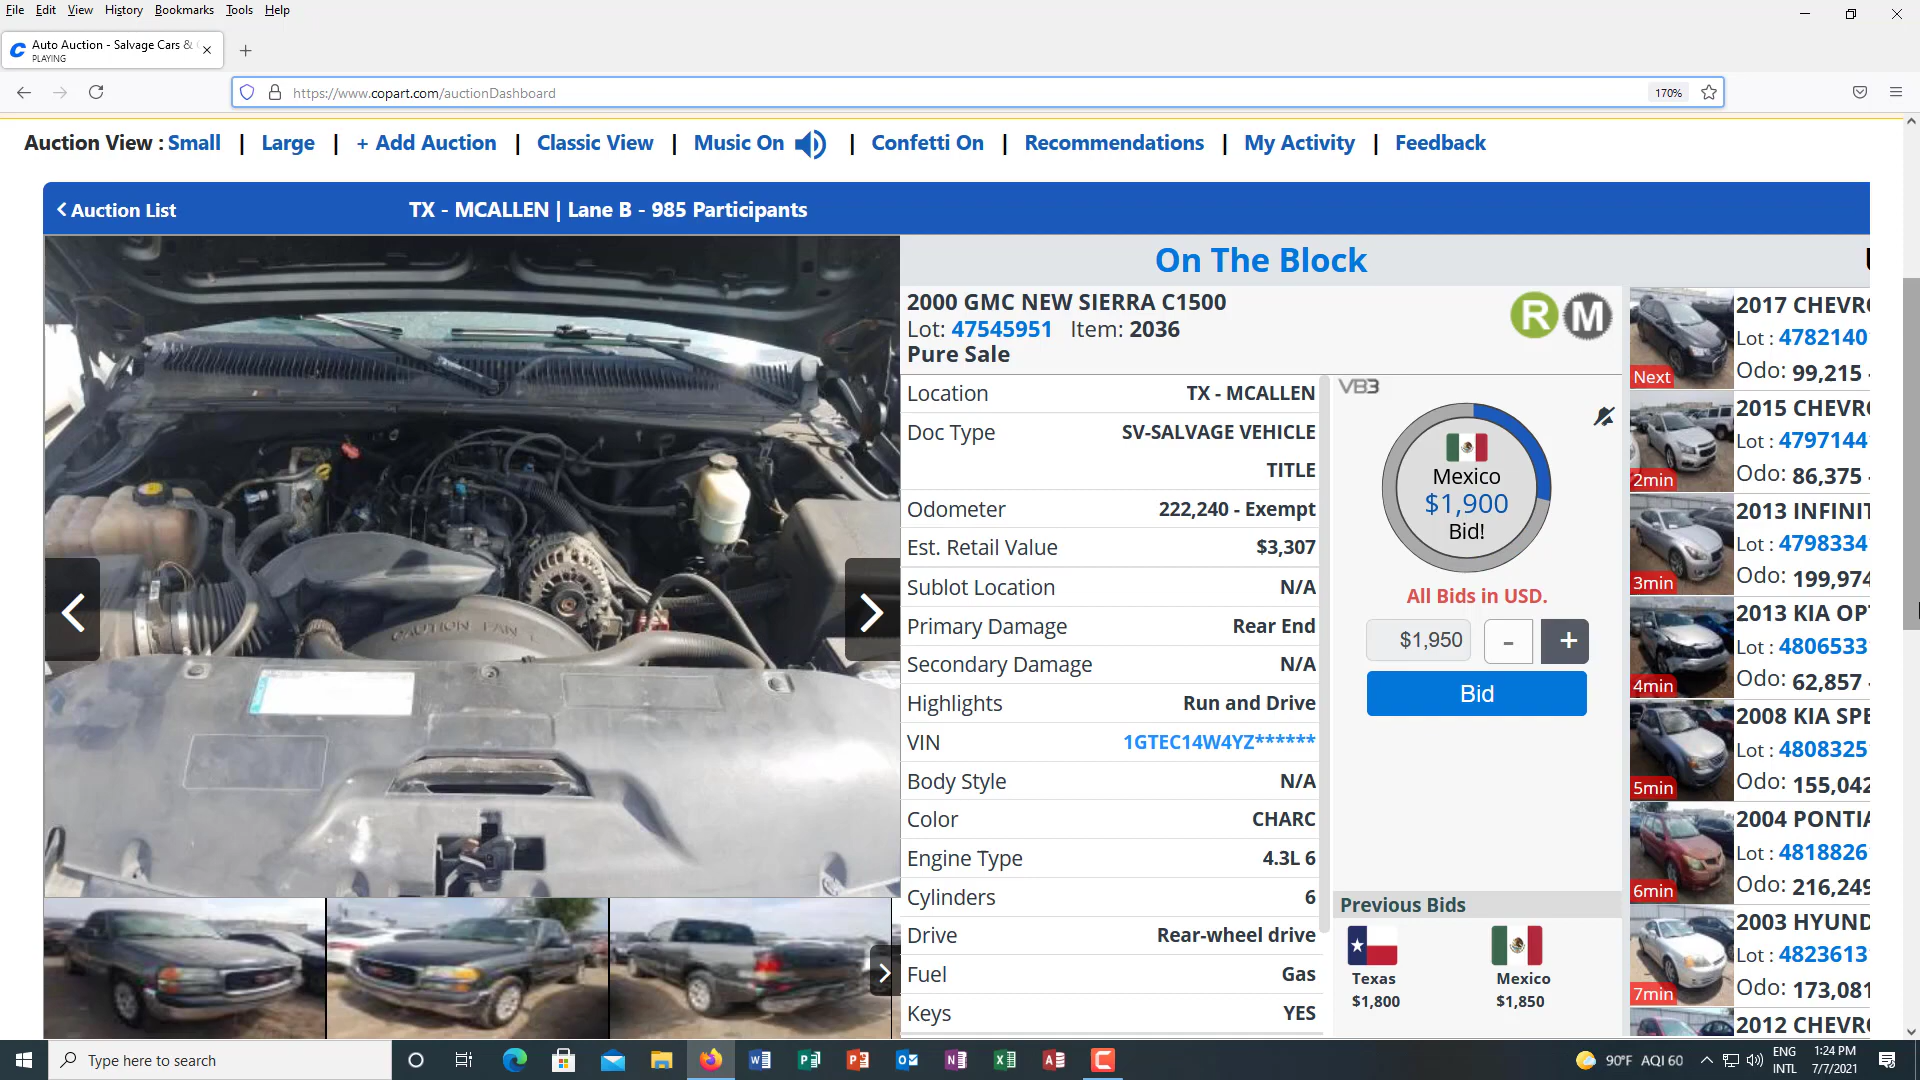 File Edit View History Bookmarks Tools Help
Auto Auction - Salvage Cars &
PLAYING
https://www.copart.com/auctionDashboard
170%
Auction View : Small | Large | + Add Auction | Classic View | Music On | Confetti On | Recommendations | My Activity | Feedback
Auction List
TX - MCALLEN | Lane B - 985 Participants
CAUTION FAN
On The Block
2000 GMC NEW SIERRA C1500
Lot: 47545951 Item: 2036
Pure Sale
R M
Location TX - MCALLEN
Doc Type SV-SALVAGE VEHICLE
TITLE
Odometer 222,240 - Exempt
Est. Retail Value $3,307
Sublot Location N/A
Primary Damage Rear End
Secondary Damage N/A
Highlights Run and Drive
VIN 1GTEC14W4YZ******
Body Style N/A
Color CHARC
Engine Type 4.3L 6
Cylinders 6
Drive Rear-wheel drive
Fuel Gas
Keys YES
VB3
Mexico
$1,900
Bid!
All Bids in USD.
$1,950 - +
Bid
Previous Bids
Texas
$1,800
Mexico
$1,850
Next
2017 CHEVR
Lot : 4782140
Odo: 99,215 -
2min
2015 CHEVR
Lot : 4797144
Odo: 86,375 -
3min
2013 INFINIT
Lot : 4798334
Odo: 199,974
4min
2013 KIA OP
Lot : 4806533
Odo: 62,857 -
5min
2008 KIA SPE
Lot : 4808325
Odo: 155,042
6min
2004 PONTIA
Lot : 4818826
Odo: 216,249
7min
2003 HYUND
Lot : 4823613
Odo: 173,081
2012 CHEVR
Type here to search
90°F AQI 60
ENG
INTL
1:24 PM
7/7/2021